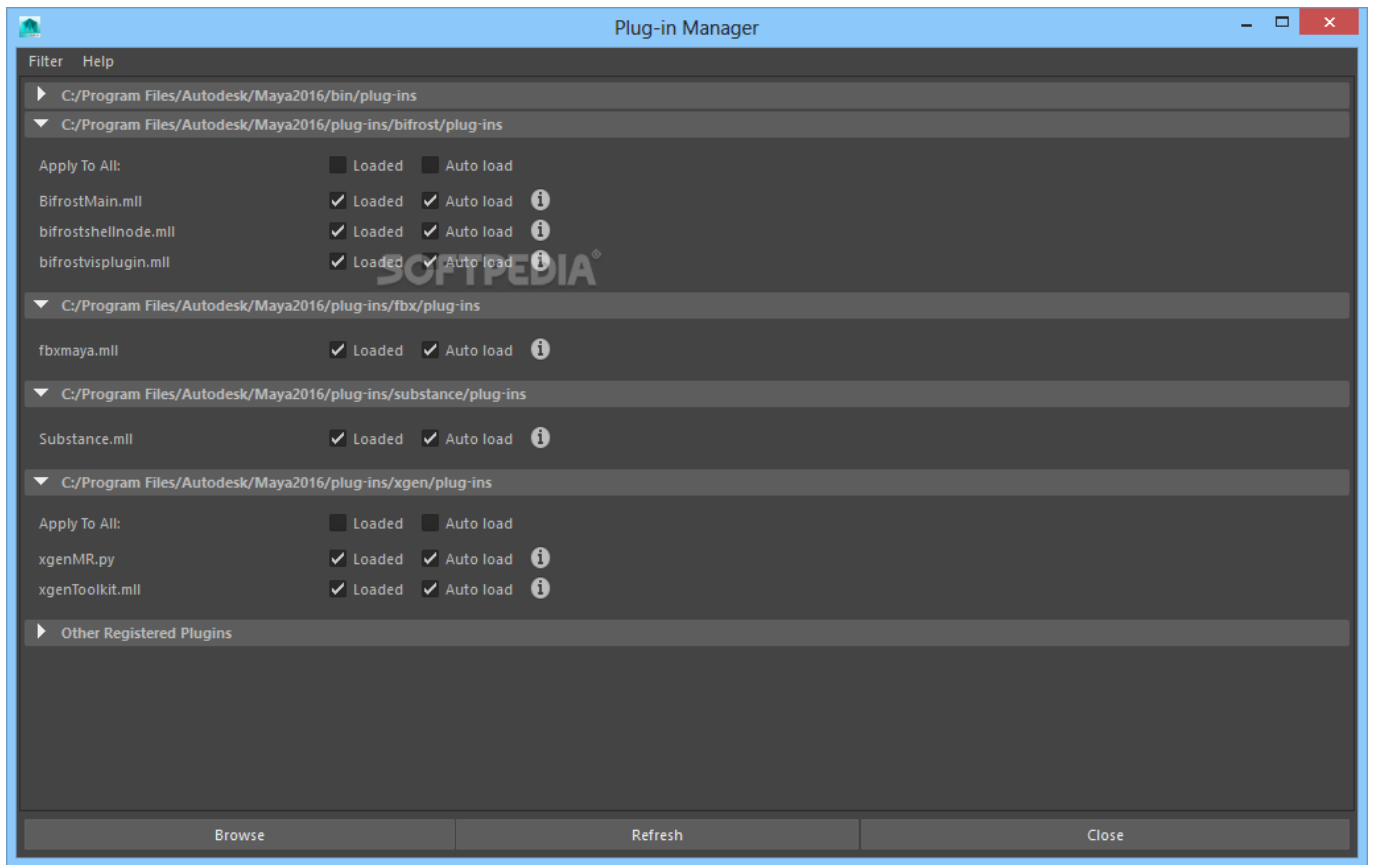 Plug-in Manager
Filter Help
C:/Program Files/Autodesk/Maya2016/bin/plug-ins
C:/Program Files/Autodesk/Maya2016/plug-ins/bifrost/plug-ins
Apply To All: Loaded Auto load
BifrostMain.mll Loaded Auto load
bifrostshellnode.mll Loaded Auto load
bifrostvisplugin.mll Loaded Auto load
SOFTPEDIA®
C:/Program Files/Autodesk/Maya2016/plug-ins/fbx/plug-ins
fbxmaya.mll Loaded Auto load
C:/Program Files/Autodesk/Maya2016/plug-ins/substance/plug-ins
Substance.mll Loaded Auto load
C:/Program Files/Autodesk/Maya2016/plug-ins/xgen/plug-ins
Apply To All: Loaded Auto load
xgenMR.py Loaded Auto load
xgenToolkit.mll Loaded Auto load
Other Registered Plugins
Browse Refresh Close